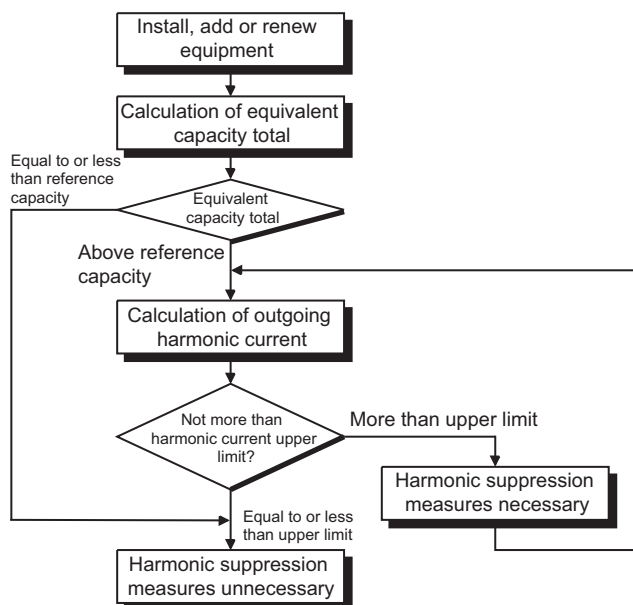 Install, add or renew
equipment
Calculation of equivalent
capacity total
Equal to or less
than reference
capacity
Equivalent
capacity total
Above reference
capacity
Calculation of outgoing
harmonic current
Not more than
harmonic current upper
limit?
More than upper limit
Harmonic suppression
measures necessary
Equal to or less
than upper limit
Harmonic suppression
measures unnecessary